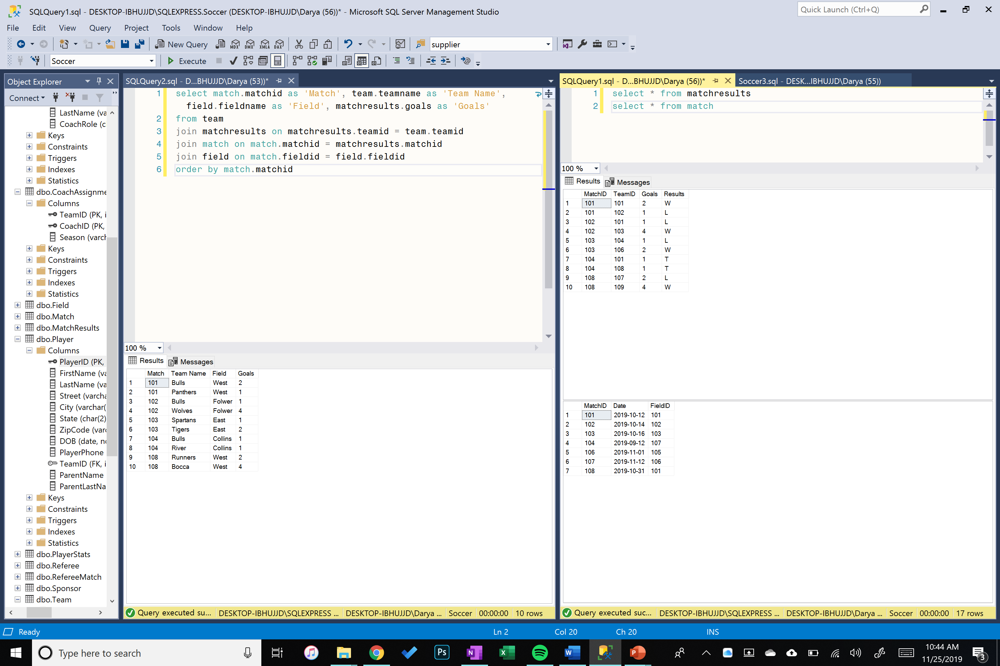 SQLQuery1.sql - DESKTOP-IBHUJJD\SQLEXPRESS.Soccer (DESKTOP-IBHUJJD\Darya (56))* - Microsoft SQL Server Management Studio
Quick Launch (Ctrl+Q)
File Edit View Query Project Tools Window Help
New Query MDX DMX XMLA DAX supplier
Soccer Execute
Object Explorer
Connect
LastName (va
CoachRole (c
Keys
Constraints
Triggers
Indexes
Statistics
dbo.CoachAssignme
Columns
TeamID (PK, i
CoachID (PK,
Season (varch
Keys
Constraints
Triggers
Indexes
Statistics
dbo.Field
dbo.Match
dbo.MatchResults
dbo.Player
Columns
PlayerID (PK,
FirstName (va
LastName (va
Street (varcha
City (varchar(
State (char(2)
ZipCode (varc
DOB (date, no
PlayerPhone
TeamID (FK, i
ParentName
ParentLastNa
Keys
Constraints
Triggers
Indexes
Statistics
dbo.PlayerStats
dbo.Referee
dbo.RefereeMatch
dbo.Sponsor
dbo.Team
SQLQuery2.sql - D...BHUJJD\Darya (53))*
1 select match.matchid as 'Match', team.teamname as 'Team Name',
field.fieldname as 'Field', matchresults.goals as 'Goals'
2 from team
3 join matchresults on matchresults.teamid = team.teamid
4 join match on match.matchid = matchresults.matchid
5 join field on match.fieldid = field.fieldid
6 order by match.matchid
100 %
Results Messages
Match Team Name Field Goals
1 101 Bulls West 2
2 101 Panthers West 1
3 102 Bulls Folwer 1
4 102 Wolves Folwer 4
5 103 Spartans East 1
6 103 Tigers East 2
7 104 Bulls Collins 1
8 104 River Collins 1
9 108 Runners West 2
10 108 Bocca West 4
Query executed su... DESKTOP-IBHUJJD\SQLEXPRESS ... DESKTOP-IBHUJJD\Darya ... Soccer 00:00:00 10 rows
SQLQuery1.sql - D...BHUJJD\Darya (56))* Soccer3.sql - DESK...IBHUJJD\Darya (55))
1 select * from matchresults
2 select * from match
100 %
Results Messages
MatchID TeamID Goals Results
1 101 101 2 W
2 101 102 1 L
3 102 101 1 L
4 102 103 4 W
5 103 104 1 L
6 103 106 2 W
7 104 101 1 T
8 104 108 1 T
9 108 107 2 L
10 108 109 4 W
MatchID Date FieldID
1 101 2019-10-12 101
2 102 2019-10-14 102
3 103 2019-10-16 103
4 104 2019-09-12 107
5 106 2019-11-01 105
6 107 2019-11-12 106
7 108 2019-10-31 101
Query executed suc... DESKTOP-IBHUJJD\SQLEXPRESS ... DESKTOP-IBHUJJD\Darya ... Soccer 00:00:00 17 rows
Ready Ln 2 Col 20 Ch 20 INS
Type here to search Ps N X W P 10:44 AM
11/25/2019 3